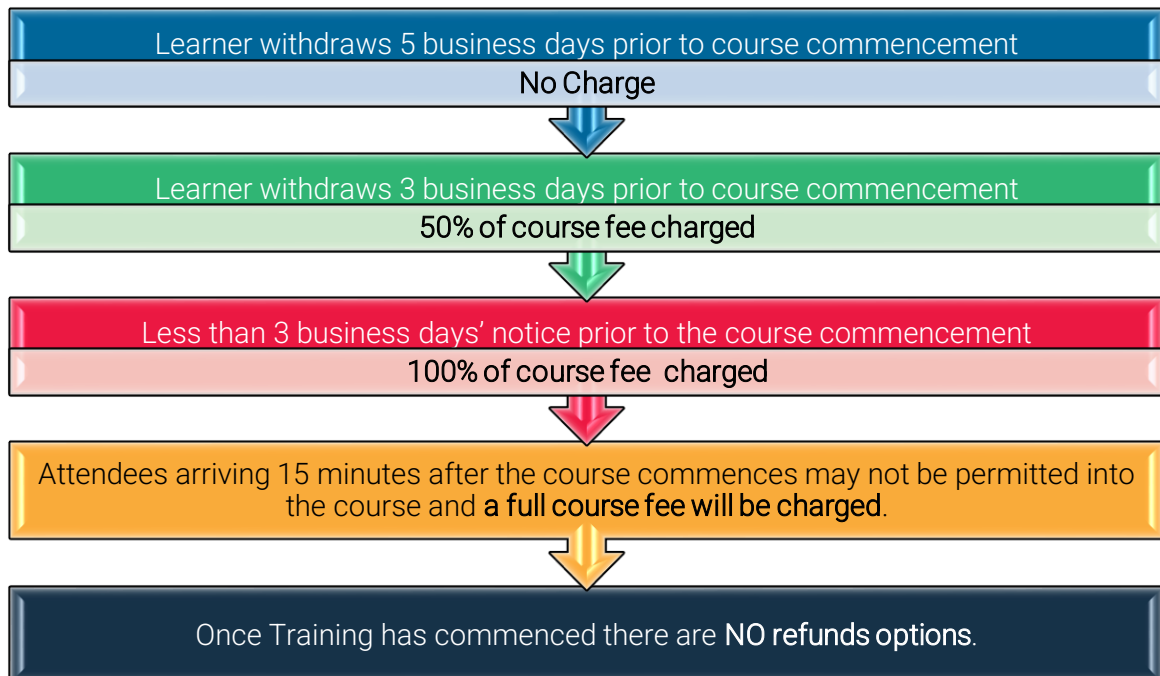 Learner withdraws 5 business days prior to course commencement
No Charge
Learner withdraws 3 business days prior to course commencement
50% of course fee charged
Less than 3 business days’ notice prior to the course commencement
100% of course fee  charged
Attendees arriving 15 minutes after the course commences may not be permitted into
the course and a full course fee will be charged.
Once Training has commenced there are NO refunds options.